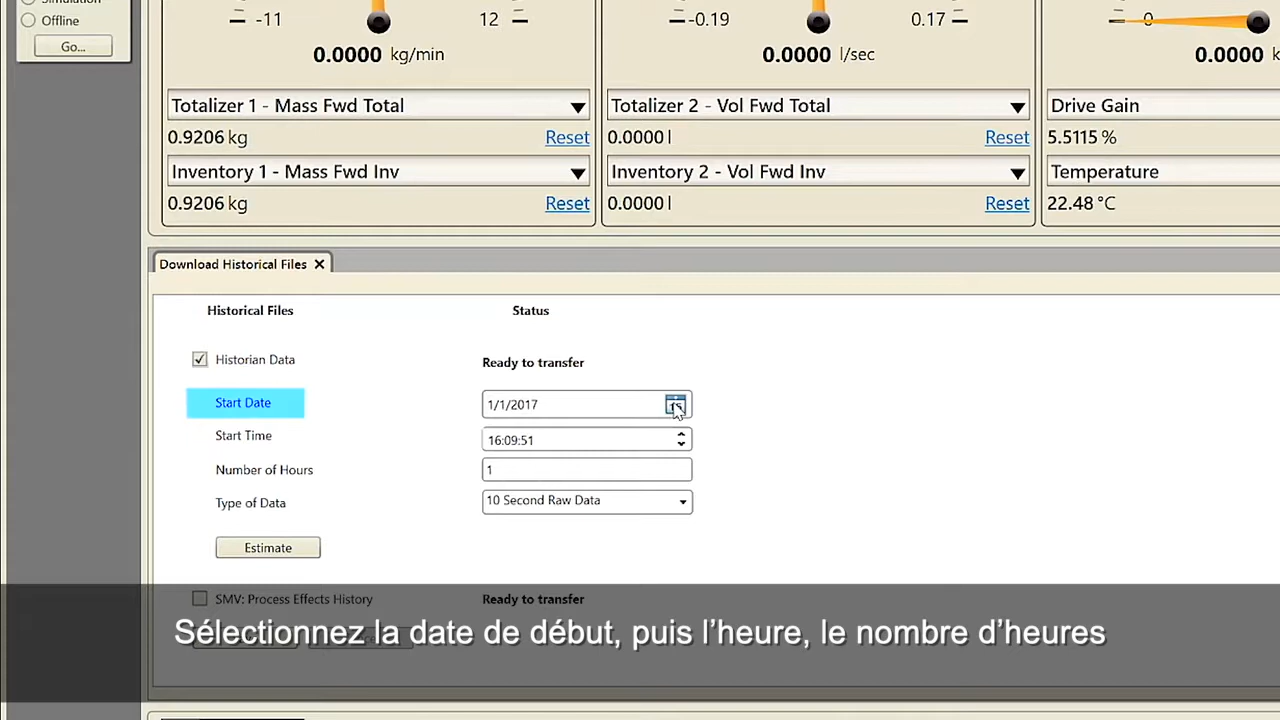 Offline
Go...
-11
12
-0.19
0.17
0
0.0000 kg/min
0.0000 l/sec
0.0000
Totalizer 1 - Mass Fwd Total
Totalizer 2 - Vol Fwd Total
Drive Gain
0.9206 kg
Reset
0.0000 l
Reset
5.5115 %
Inventory 1 - Mass Fwd Inv
Inventory 2 - Vol Fwd Inv
Temperature
0.9206 kg
Reset
0.0000 l
Reset
22.48 °C
Download Historical Files
Historical Files
Status
Historian Data
Ready to transfer
Start Date
1/1/2017
Start Time
16:09:51
Number of Hours
1
Type of Data
10 Second Raw Data
Estimate
SMV: Process Effects History
Ready to transfer
Sélectionnez la date de début, puis l’heure, le nombre d’heures